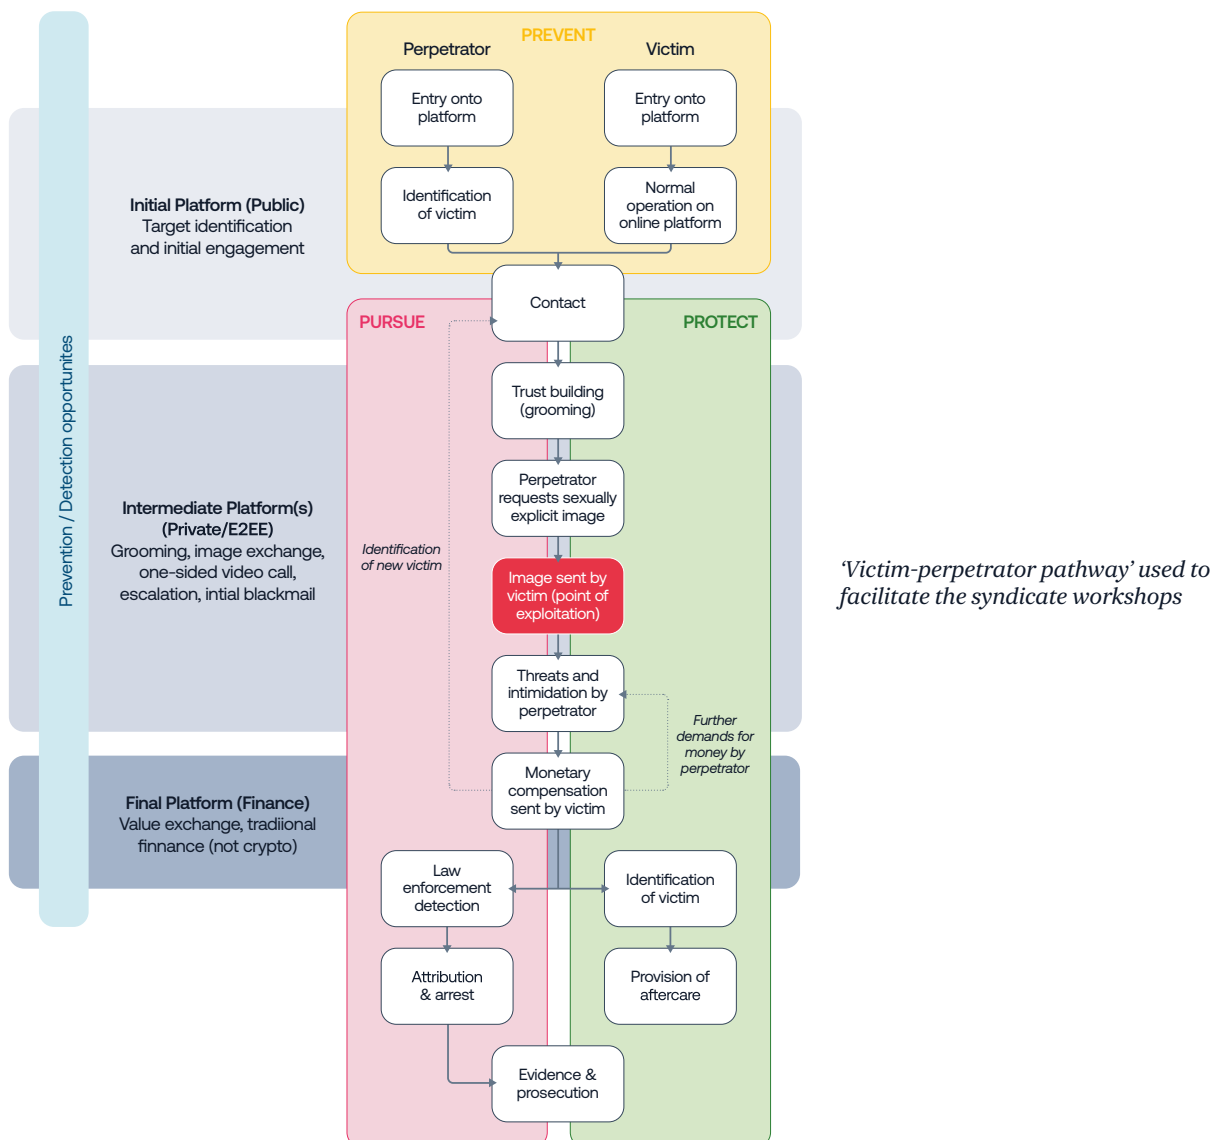 PREVENT
Perpetrator
Victim
Entry onto
platform
Entry onto
platform
Identification
of victim
Normal
operation on
online platform
Initial Platform (Public)
Target identification
and initial engagement
Contact
PURSUE
PROTECT
Trust building
(grooming)
Perpetrator
requests sexually
explicit image
Prevention / Detection opportunites
Intermediate Platform(s)
(Private/E2EE)
Grooming, image exchange,
one-sided video call,
escalation, intial blackmail
Identification
of new victim
Image sent by
victim (point of
exploitation)
‘Victim-perpetrator pathway’ used to
facilitate the syndicate workshops
Threats and
intimidation by
perpetrator
Further
demands for
money by
perpetrator
Monetary
compensation
sent by victim
Final Platform (Finance)
Value exchange, tradiional
finnance (not crypto)
Law
enforcement
detection
Identification
of victim
Attribution
& arrest
Provision of
aftercare
Evidence &
prosecution